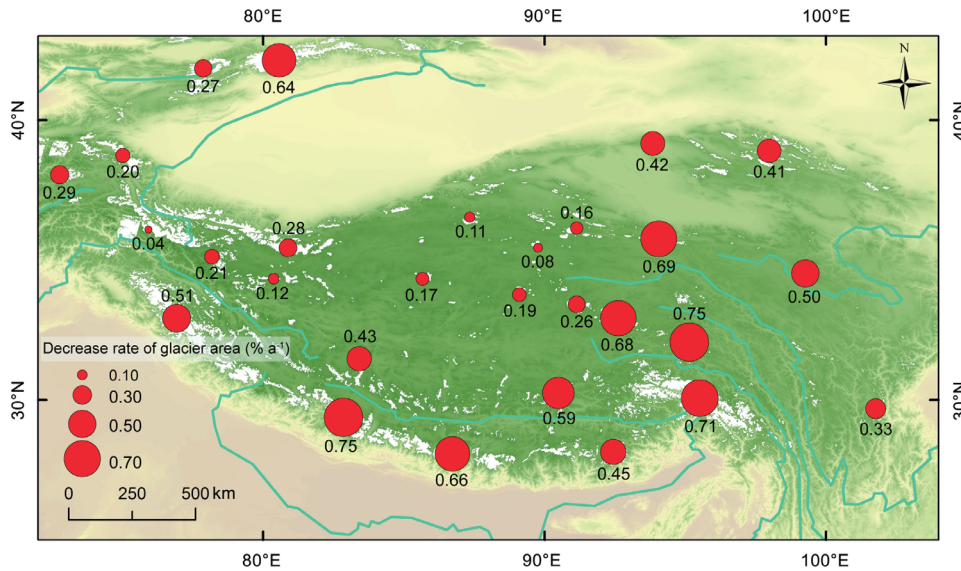 80°E 90°E 100°E
N
0.27 0.64
40°N 40°N
0.42 0.41
0.20
0.29
0.16
0.28 0.11
0.04 0.08
0.69
0.21 0.12 0.17 0.50
0.51 0.19 0.26 0.75
0.43 0.68
Decrease rate of glacier area (% a-1)
0.10
0.30
30°N 30°N
0.59 0.71 0.33
0.50
0.75
0.70
0.66 0.45
0 250 500 km
80°E 90°E 100°E